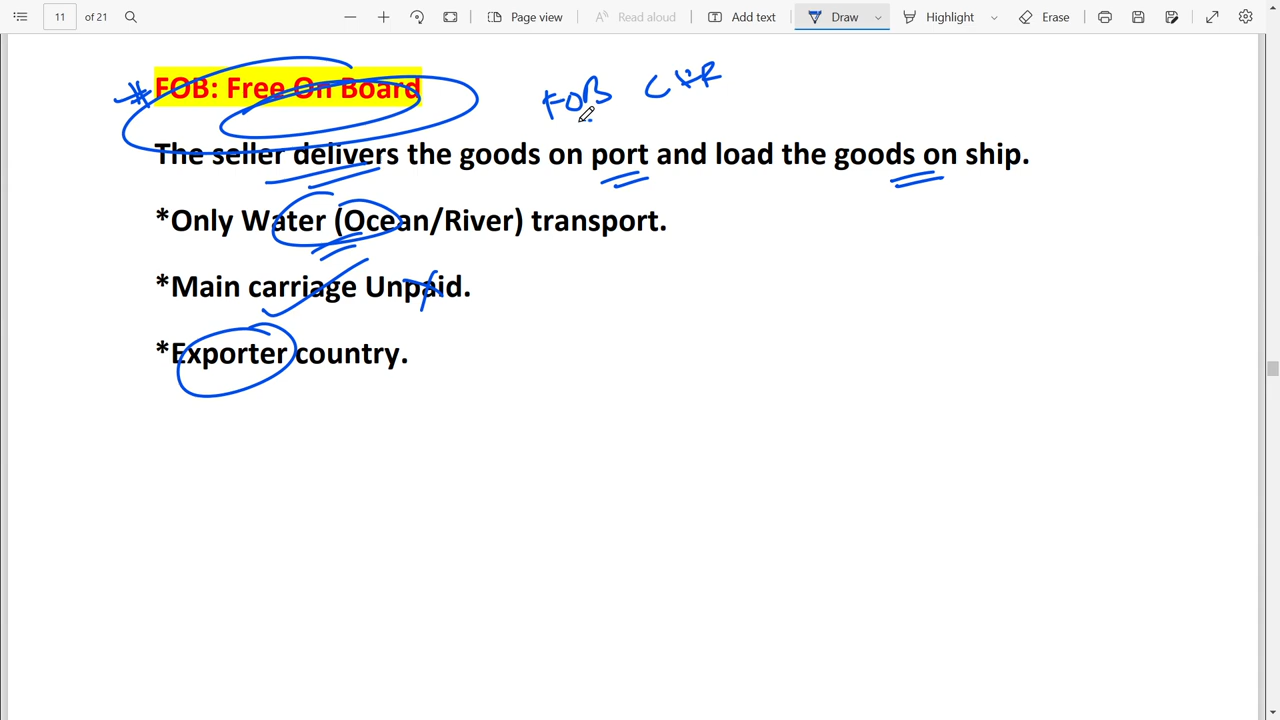 11 of 21 Page view Read aloud Add text Draw Highlight Erase
FOB: Free On Board
FOB CFR
The seller delivers the goods on port and load the goods on ship.
*Only Water (Ocean/River) transport.
*Main carriage Unpaid.
*Exporter country.